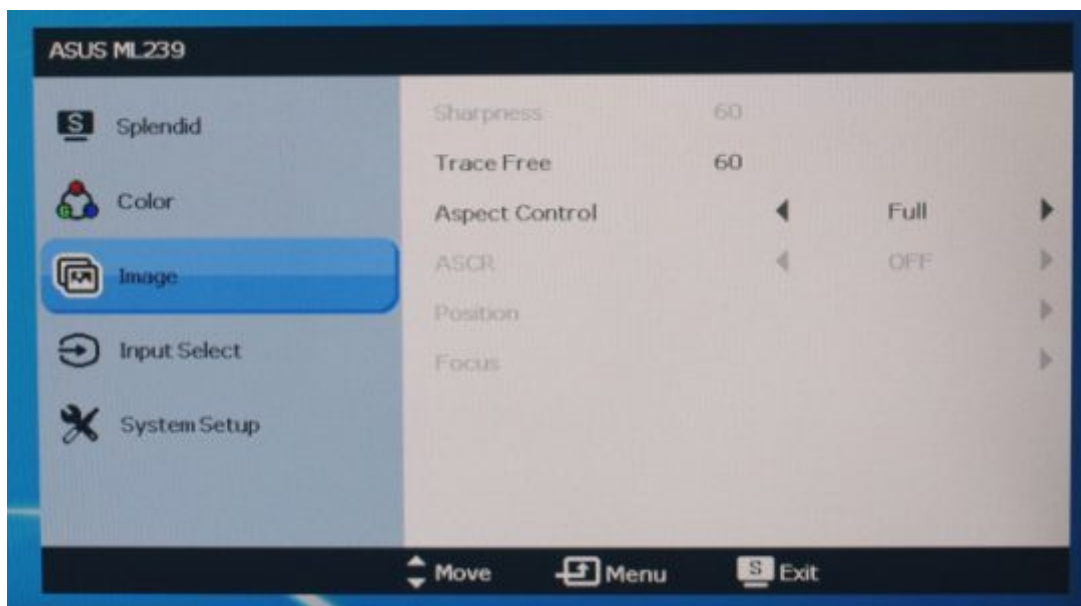 ASUS ML239
S Splendid
Color
Image
Input Select
System Setup
Sharpness 60
Trace Free 60
Aspect Control Full
ASCR OFF
Position
Focus
Move Menu S Exit